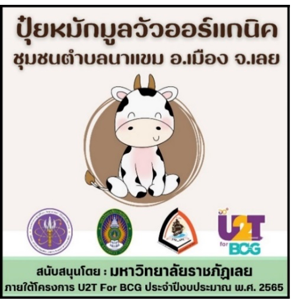 ปุ๋ยหมักมูลวัวออร์แกนิค
ชุมชนตำบลนาแขม อ.เมือง จ.เลย
U2T
for BCG
สนับสนุนโดย : มหาวิทยาลัยราชภัฏเลย
ภายใต้โครงการ U2T For BCG ประจำปีงบประมาณ พ.ศ. 2565